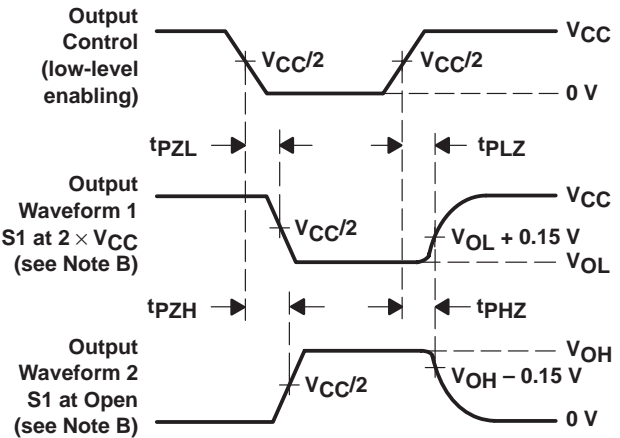 Output
Control
(low-level
enabling)
VCC/2
VCC/2
VCC
0 V
tPZL
tPLZ
Output
Waveform 1
S1 at 2 × VCC
(see Note B)
VCC/2
VCC
VOL + 0.15 V
VOL
tPZH
tPHZ
Output
Waveform 2
S1 at Open
(see Note B)
VCC/2
VOH
VOH – 0.15 V
0 V